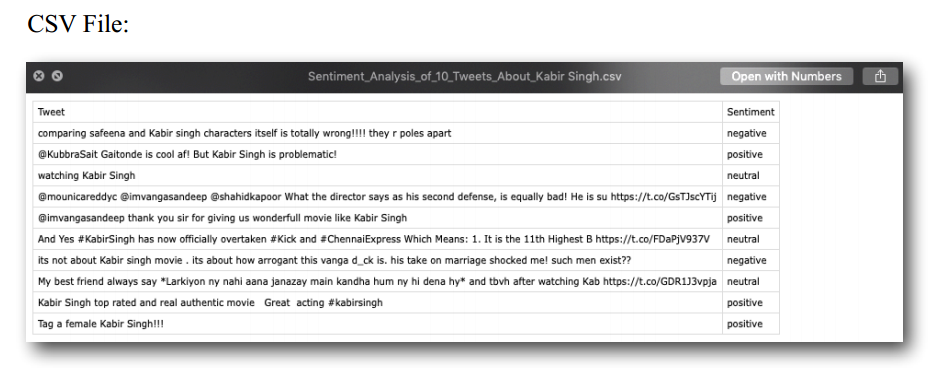 CSV File:
Sentiment_Analysis_of_10_Tweets_About_Kabir Singh.csv
Open with Numbers
Tweet Sentiment
comparing safeena and Kabir singh characters itself is totally wrong!!!! they r poles apart negative
@KubbraSait Gaitonde is cool af! But Kabir Singh is problematic! positive
watching Kabir Singh neutral
@mounicareddyc @imvangasandeep @shahidkapoor What the director says as his second defense, is equally bad! He is su https://t.co/GsTJscYTij negative
@imvangasandeep thank you sir for giving us wonderfull movie like Kabir Singh positive
And Yes #KabirSingh has now officially overtaken #Kick and #ChennaiExpress Which Means: 1. It is the 11th Highest B https://t.co/FDaPjV937V neutral
its not about Kabir singh movie . its about how arrogant this vanga d_ck is. his take on marriage shocked me! such men exist?? negative
My best friend always say *Larkiyon ny nahi aana janazay main kandha hum ny hi dena hy* and tbvh after watching Kab https://t.co/GDR1J3vpja neutral
Kabir Singh top rated and real authentic movie Great acting #kabirsingh positive
Tag a female Kabir Singh!!! positive